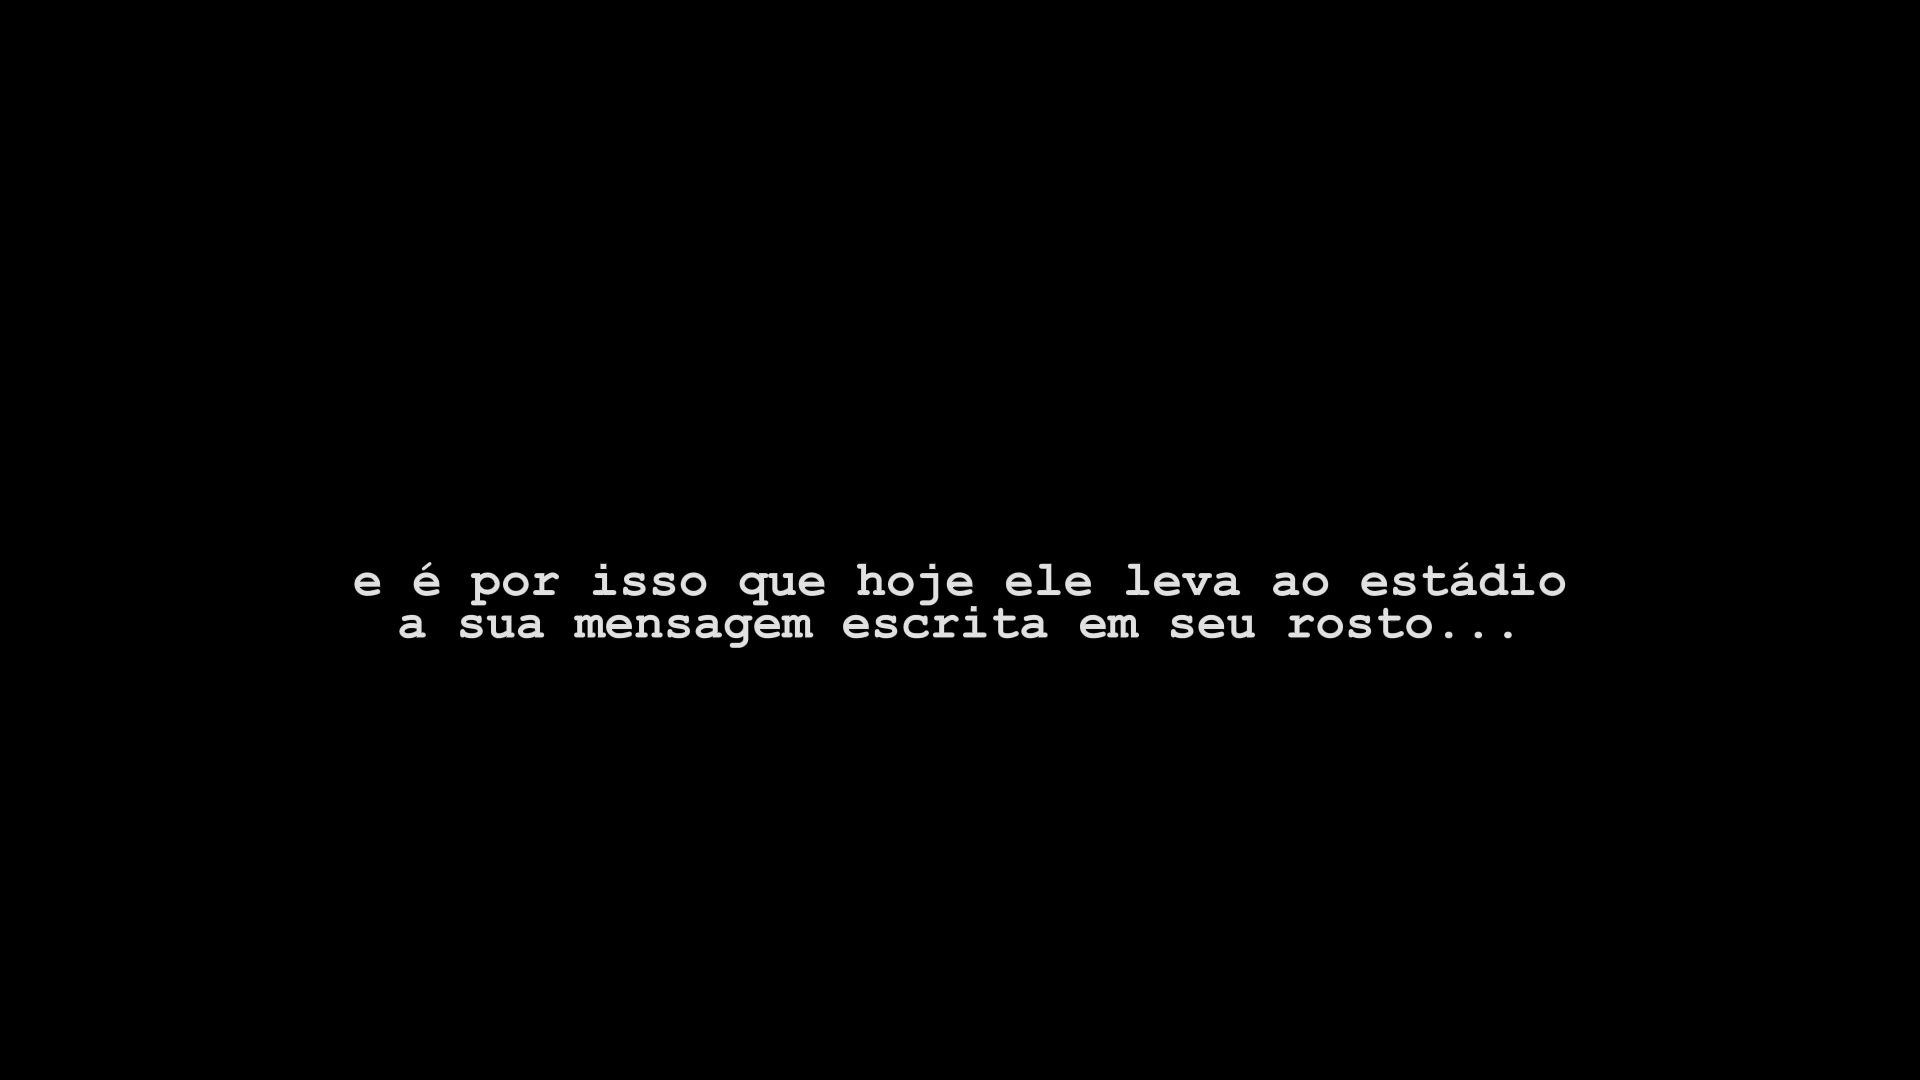 e é por isso que hoje ele leva ao estádio
a sua mensagem escrita em seu rosto...